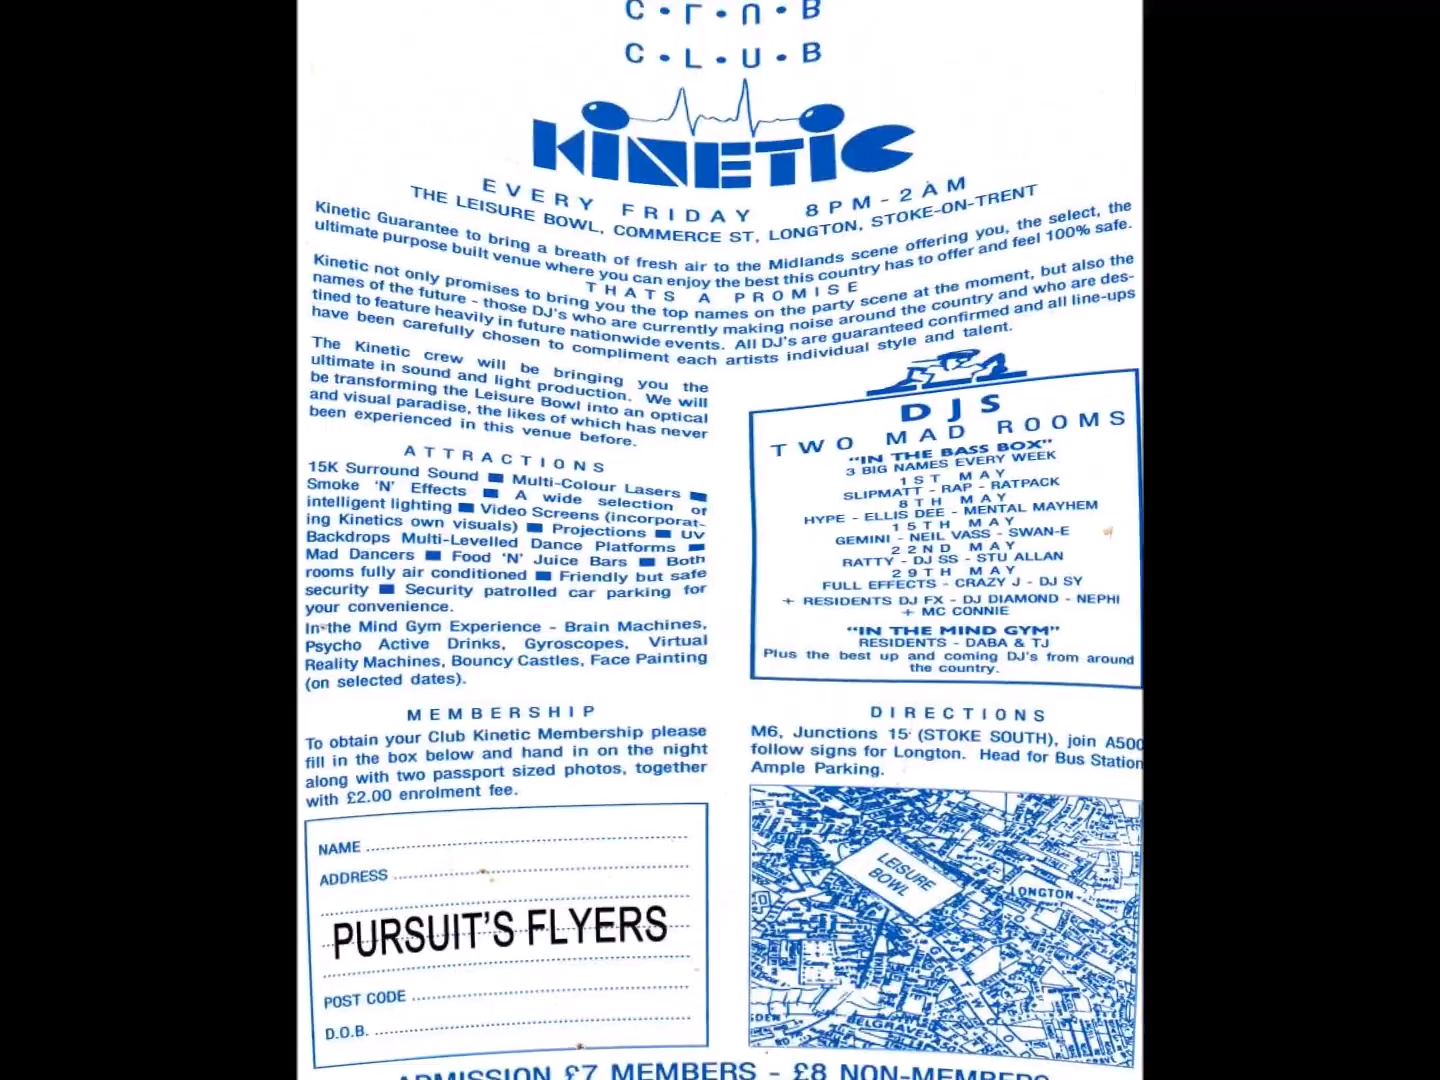 C•L•U•B
C•L•U•B
KiNETiC
EVERY FRIDAY 8PM-2AM
THE LEISURE BOWL, COMMERCE ST, LONGTON, STOKE-ON-TRENT
Kinetic Guarantee to bring a breath of fresh air to the Midlands scene offering you, the select, the
ultimate purpose built venue where you can enjoy the best this country has to offer and feel 100% safe.
THATS A PROMISE
Kinetic not only promises to bring you the top names on the party scene at the moment, but also the
names of the future - those DJ's who are currently making noise around the country and who are des-
tined to feature heavily in future nationwide events. All DJ's are guaranteed confirmed and all line-ups
have been carefully chosen to compliment each artists individual style and talent.
The Kinetic crew will be bringing you the
ultimate in sound and light production. We will
be transforming the Leisure Bowl into an optical
and visual paradise, the likes of which has never
been experienced in this venue before.
ATTRACTIONS
15K Surround Sound ■ Multi-Colour Lasers ■
Smoke 'N' Effects ■ A wide selection of
intelligent lighting ■ Video Screens (incorporat-
ing Kinetics own visuals) ■ Projections ■ UV
Backdrops Multi-Levelled Dance Platforms ■
Mad Dancers ■ Food 'N' Juice Bars ■ Both
rooms fully air conditioned ■ Friendly but safe
security ■ Security patrolled car parking for
your convenience.
In the Mind Gym Experience - Brain Machines,
Psycho Active Drinks, Gyroscopes, Virtual
Reality Machines, Bouncy Castles, Face Painting
(on selected dates).
DJS
TWO MAD ROOMS
"IN THE BASS BOX"
3 BIG NAMES EVERY WEEK
1ST MAY
SLIPMATT - RAP - RATPACK
8TH MAY
HYPE - ELLIS DEE - MENTAL MAYHEM
15TH MAY
GEMINI - NEIL VASS - SWAN-E
22ND MAY
RATTY - DJ SS - STU ALLAN
29TH MAY
FULL EFFECTS - CRAZY J - DJ SY
+ RESIDENTS DJ FX - DJ DIAMOND - NEPHI
+ MC CONNIE
"IN THE MIND GYM"
RESIDENTS - DABA & TJ
Plus the best up and coming DJ's from around
the country.
MEMBERSHIP
To obtain your Club Kinetic Membership please
fill in the box below and hand in on the night
along with two passport sized photos, together
with £2.00 enrolment fee.
NAME
ADDRESS
PURSUIT'S FLYERS
POST CODE
D.O.B.
DIRECTIONS
M6, Junctions 15 (STOKE SOUTH), join A500
follow signs for Longton. Head for Bus Station
Ample Parking.
Longton
LEISURE
BOWL
LONGTON
BELGRAVE
ADMISSION £7 MEMBERS - £8 NON-MEMBERS